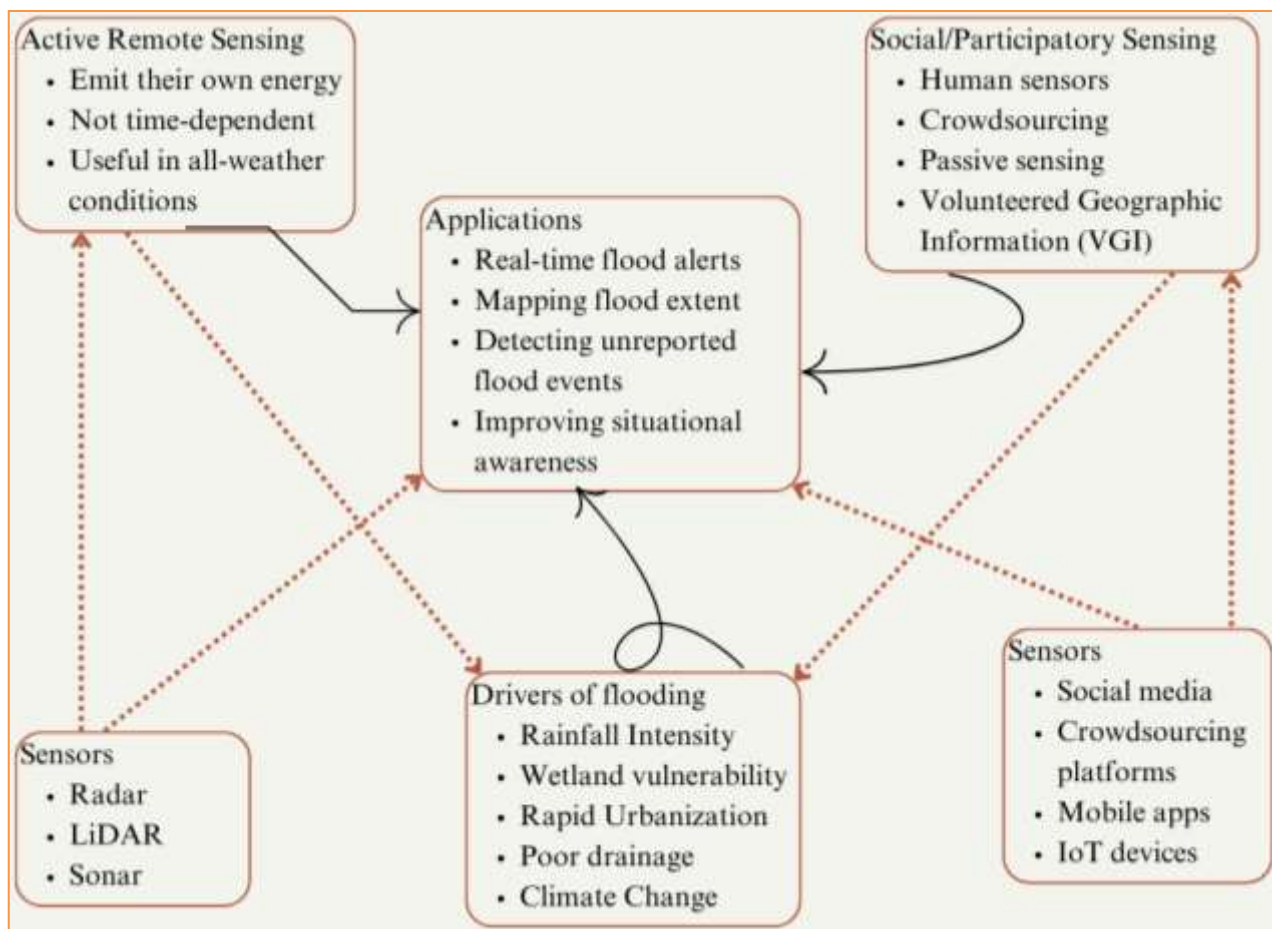 Active Remote Sensing
• Emit their own energy
• Not time-dependent
• Useful in all-weather
conditions
Social/Participatory Sensing
• Human sensors
• Crowdsourcing
• Passive sensing
• Volunteered Geographic
Information (VGI)
Applications
• Real-time flood alerts
• Mapping flood extent
• Detecting unreported
flood events
• Improving situational
awareness
Sensors
• Radar
• LiDAR
• Sonar
Drivers of flooding
• Rainfall Intensity
• Wetland vulnerability
• Rapid Urbanization
• Poor drainage
• Climate Change
Sensors
• Social media
• Crowdsourcing
platforms
• Mobile apps
• IoT devices